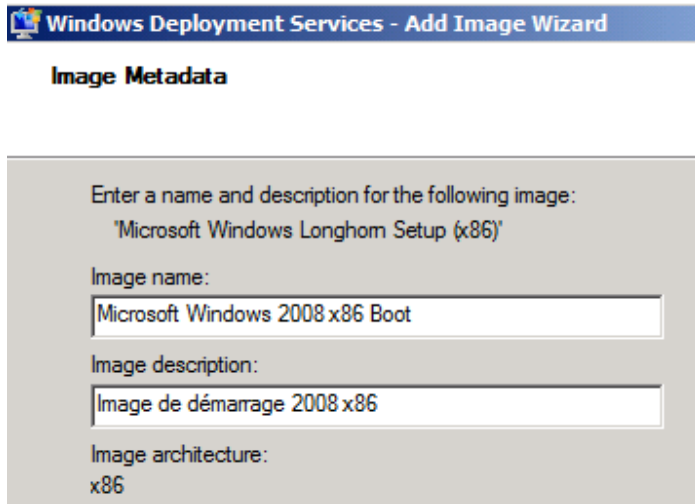 Windows Deployment Services - Add Image Wizard
Image Metadata
Enter a name and description for the following image:
"Microsoft Windows Longhorn Setup (x86)"
Image name:
Microsoft Windows 2008 x86 Boot
Image description:
Image de démarrage 2008 x86
Image architecture:
x86